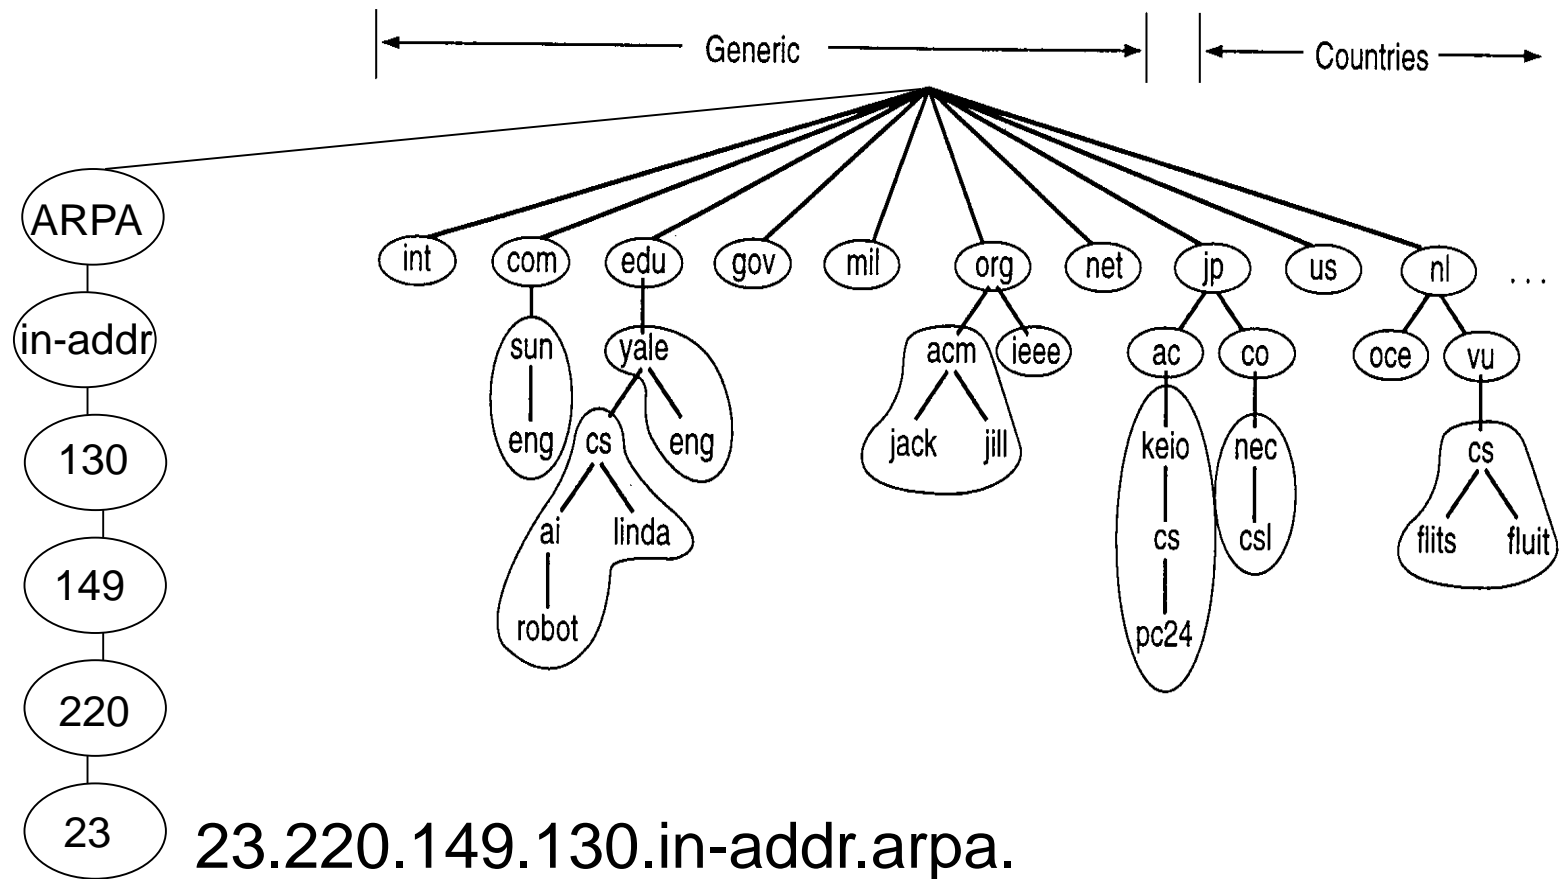 Generic
Countries
ARPA
int com edu gov mil org net jp us nl ...
in-addr
sun yale acm ieee ac co oce vu
130
eng cs eng jack jill keio nec cs
ai linda cs csl flits fluit
149
robot pc24
220
23
23.220.149.130.in-addr.arpa.